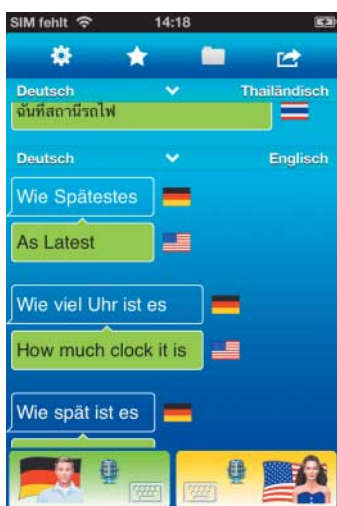 SIM fehlt 14:18
Deutsch Thailändisch
ฉันที่สถานีรถไฟ
Deutsch Englisch
Wie Spätestes
As Latest
Wie viel Uhr ist es
How much clock it is
Wie spät ist es